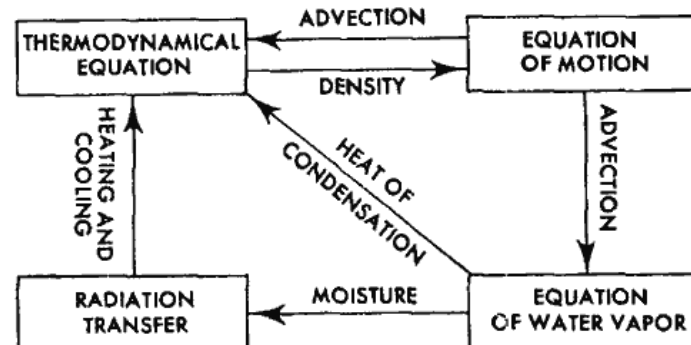 THERMODYNAMICAL
EQUATION
ADVECTION
EQUATION
OF MOTION
DENSITY
HEATING AND
COOLING
HEAT OF
CONDENSATION
ADVECTION
RADIATION
TRANSFER
MOISTURE
EQUATION
OF WATER VAPOR